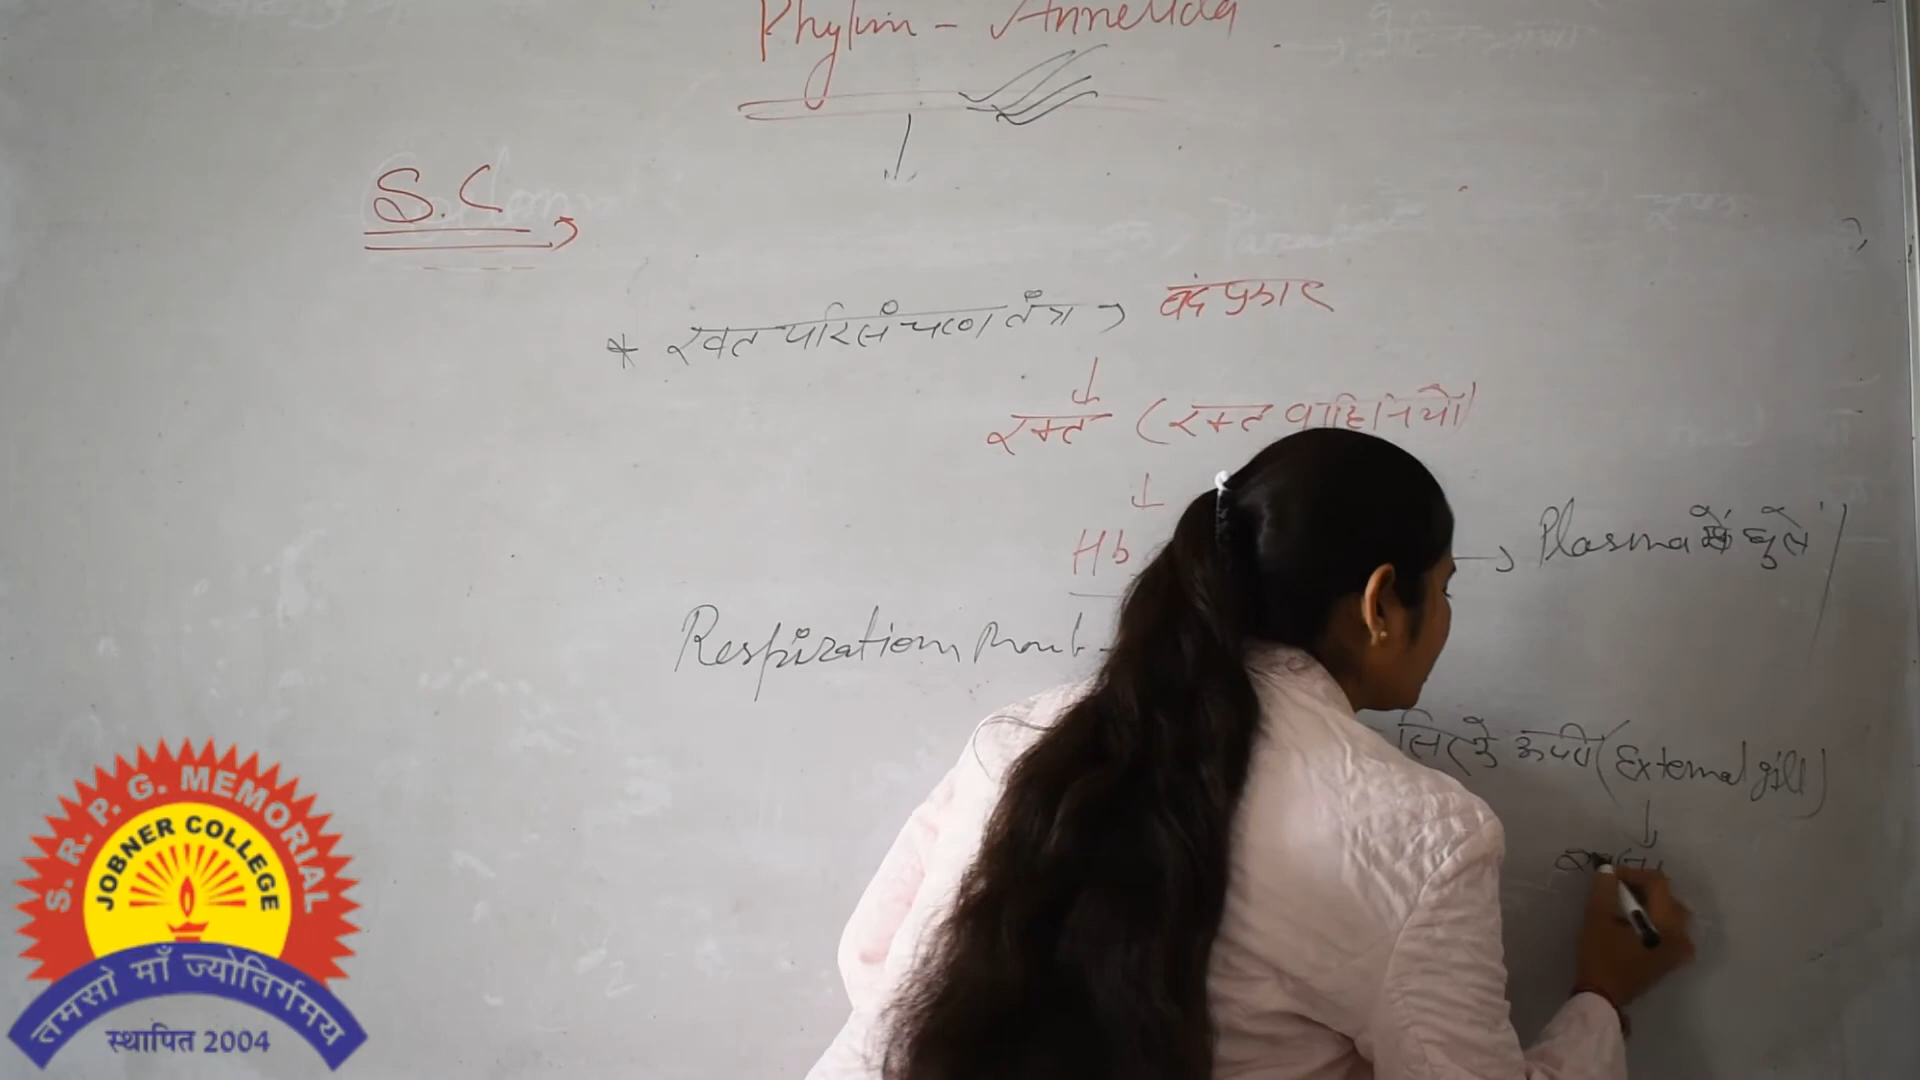 Phylum - Annelida
S.C
* रक्त परिसंचरण तंत्र → बंद प्रकार
रक्त (रक्त वाहिनियों)
Hb → Plasma में घुले
Respiration
सिर के ऊपर (External gill)
S. R. P. G. MEMORIAL
JOBNER COLLEGE
तमसो माँ ज्योतिर्गमय
स्थापित 2004